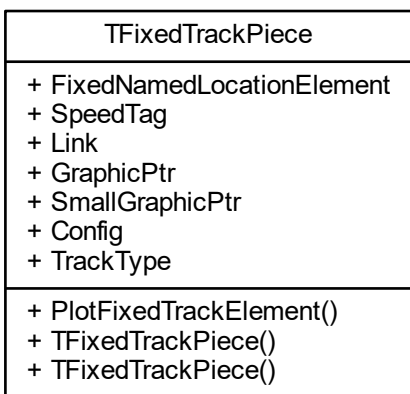 TFixedTrackPiece
+ FixedNamedLocationElement
+ SpeedTag
+ Link
+ GraphicPtr
+ SmallGraphicPtr
+ Config
+ TrackType
+ PlotFixedTrackElement()
+ TFixedTrackPiece()
+ TFixedTrackPiece()